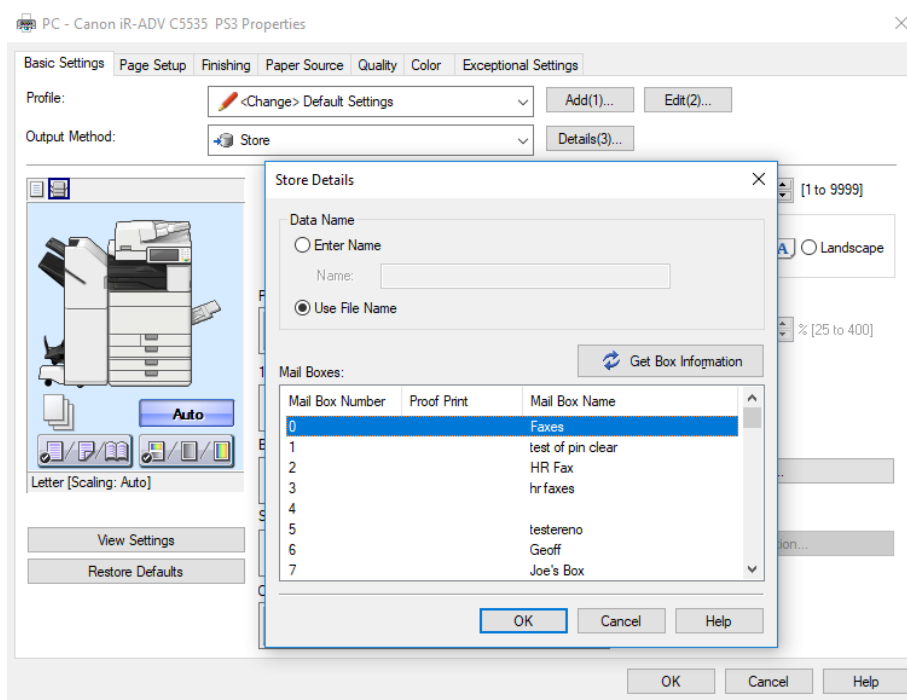 PC - Canon iR-ADV C5535 PS3 Properties
Basic Settings Page Setup Finishing Paper Source Quality Color Exceptional Settings
Profile: <Change> Default Settings Add(1)... Edit(2)...
Output Method: Store Details(3)...
Store Details
[1 to 9999]
Data Name
Enter Name
A Landscape
Name:
Use File Name
% [25 to 400]
Get Box Information
Mail Boxes:
Mail Box Number Proof Print Mail Box Name
0 Faxes
1 test of pin clear
2 HR Fax
3 hr faxes
4
5 testereno
6 Geoff
7 Joe's Box
Auto
Letter [Scaling: Auto]
View Settings
Restore Defaults
OK Cancel Help
OK Cancel Help